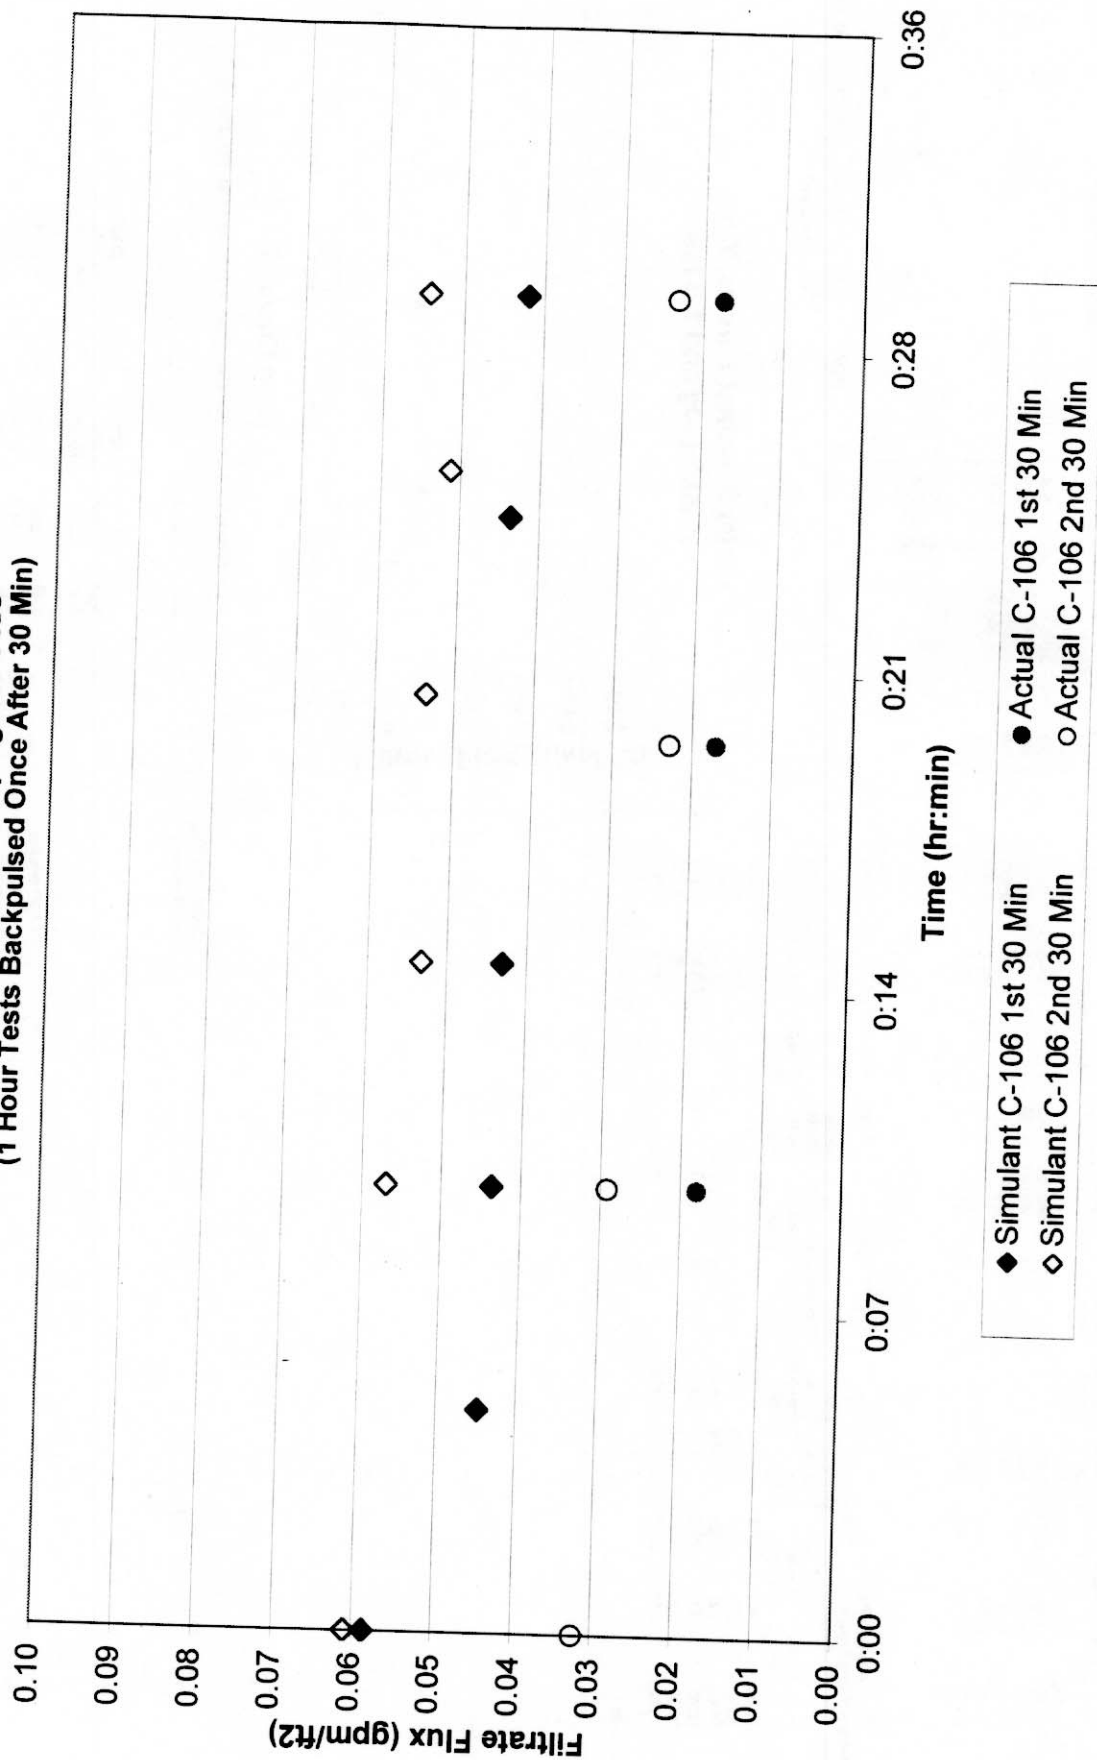 (1 Hour Tests Backpulsed Once After 30 Min)
Filtrate Flux (gpm/ft2)
0.10
0.09
0.08
0.07
0.06
0.05
0.04
0.03
0.02
0.01
0.00
0:00
0:07
0:14
0:21
0:28
0:36
Time (hr:min)
Simulant C-106 1st 30 Min
Actual C-106 1st 30 Min
Simulant C-106 2nd 30 Min
Actual C-106 2nd 30 Min